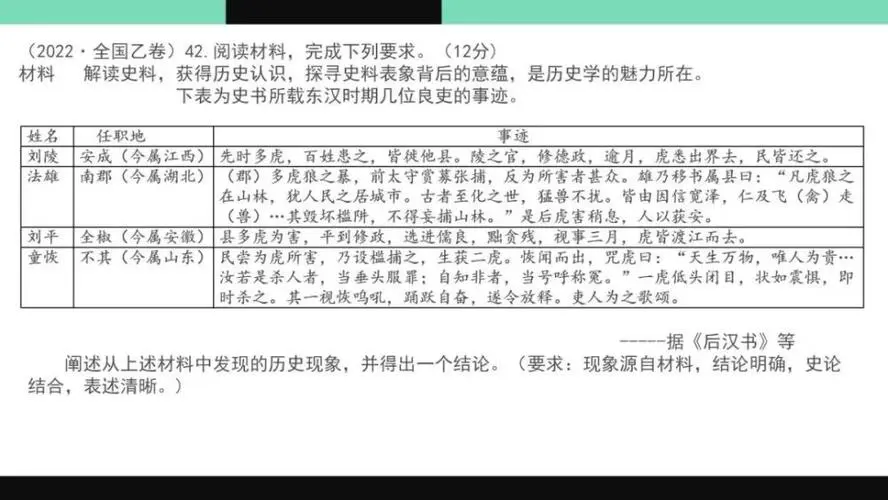 （2022·全国乙卷）42.阅读材料，完成下列要求。（12分）
材料 解读史料，获得历史认识，探寻史料表象背后的意蕴，是历史学的魅力所在。
下表为史书所载东汉时期几位良吏的事迹。
姓名 任职地 事迹
刘陵 安成（今属江西） 先时多虎，百姓患之，皆徙他县。陵之官，修德政，逾月，虎悉出界去，民皆还之。
法雄 南郡（今属湖北） （郡）多虎狼之暴，前太守赏募张捕，反为所害者甚众。雄乃移书属县曰：“凡虎狼之
在山林，犹人民之居城市。古者至化之世，猛兽不扰。皆由因信宽泽，仁及飞（禽）走
（兽）…其毁坏槛阱，不得妄捕山林。”是后虎害稍息，人以获安。
刘平 全椒（今属安徽） 县多虎为害，平到修政，选进儒良，黜贪残，视事三月，虎皆渡江而去。
童恢 不其（今属山东） 民尝为虎所害，乃设槛捕之，生获二虎。恢闻而出，咒虎曰：“天生万物，唯人为贵…
汝若是杀人者，当垂头服罪；自知非者，当号呼称冤。”一虎低头闭目，状如震惧，即
时杀之。其一视恢鸣吼，踊跃自奋，遂令放释。吏人为之歌颂。
-----据《后汉书》等
阐述从上述材料中发现的历史现象，并得出一个结论。（要求：现象源自材料，结论明确，史论
结合，表述清晰。）